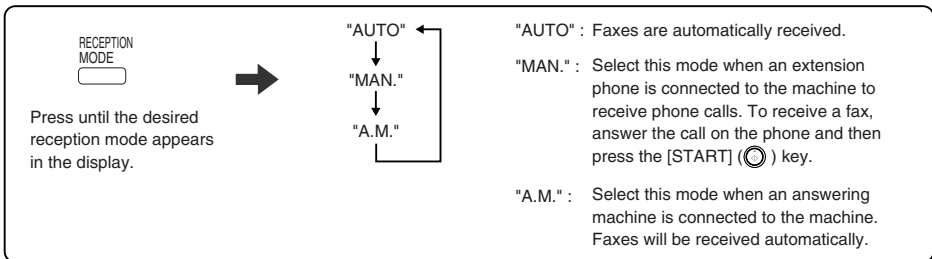 RECEPTION
MODE
Press until the desired
reception mode appears
in the display.
"AUTO"
"MAN."
"A.M."
"AUTO" : Faxes are automatically received.
"MAN." : Select this mode when an extension
phone is connected to the machine to
receive phone calls. To receive a fax,
answer the call on the phone and then
press the [START] ( ) key.
"A.M." : Select this mode when an answering
machine is connected to the machine.
Faxes will be received automatically.